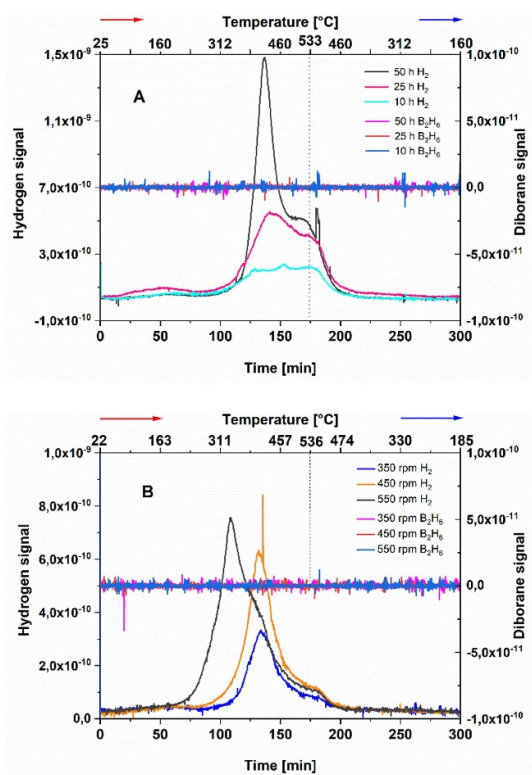 Temperature [°C]
25 160 312 460 533 460 312 160
1,5x10⁻⁹ 1,0x10⁻¹⁰
A
50 h H₂
25 h H₂
10 h H₂
50 h B₂H₆
25 h B₂H₆
10 h B₂H₆
1,1x10⁻⁹ 5,0x10⁻¹¹
7,0x10⁻¹⁰ 0,0
3,0x10⁻¹⁰ -5,0x10⁻¹¹
-1,0x10⁻¹⁰ -1,0x10⁻¹⁰
Hydrogen signal
Diborane signal
0 50 100 150 200 250 300
Time [min]
Temperature [°C]
22 163 311 457 536 474 330 185
1,0x10⁻⁹ 1,0x10⁻¹⁰
B
350 rpm H₂
450 rpm H₂
550 rpm H₂
350 rpm B₂H₆
450 rpm B₂H₆
550 rpm B₂H₆
8,0x10⁻¹⁰ 5,0x10⁻¹¹
6,0x10⁻¹⁰
0,0
4,0x10⁻¹⁰
2,0x10⁻¹⁰ -5,0x10⁻¹¹
0,0 -1,0x10⁻¹⁰
Hydrogen signal
Diborane signal
0 50 100 150 200 250 300
Time [min]